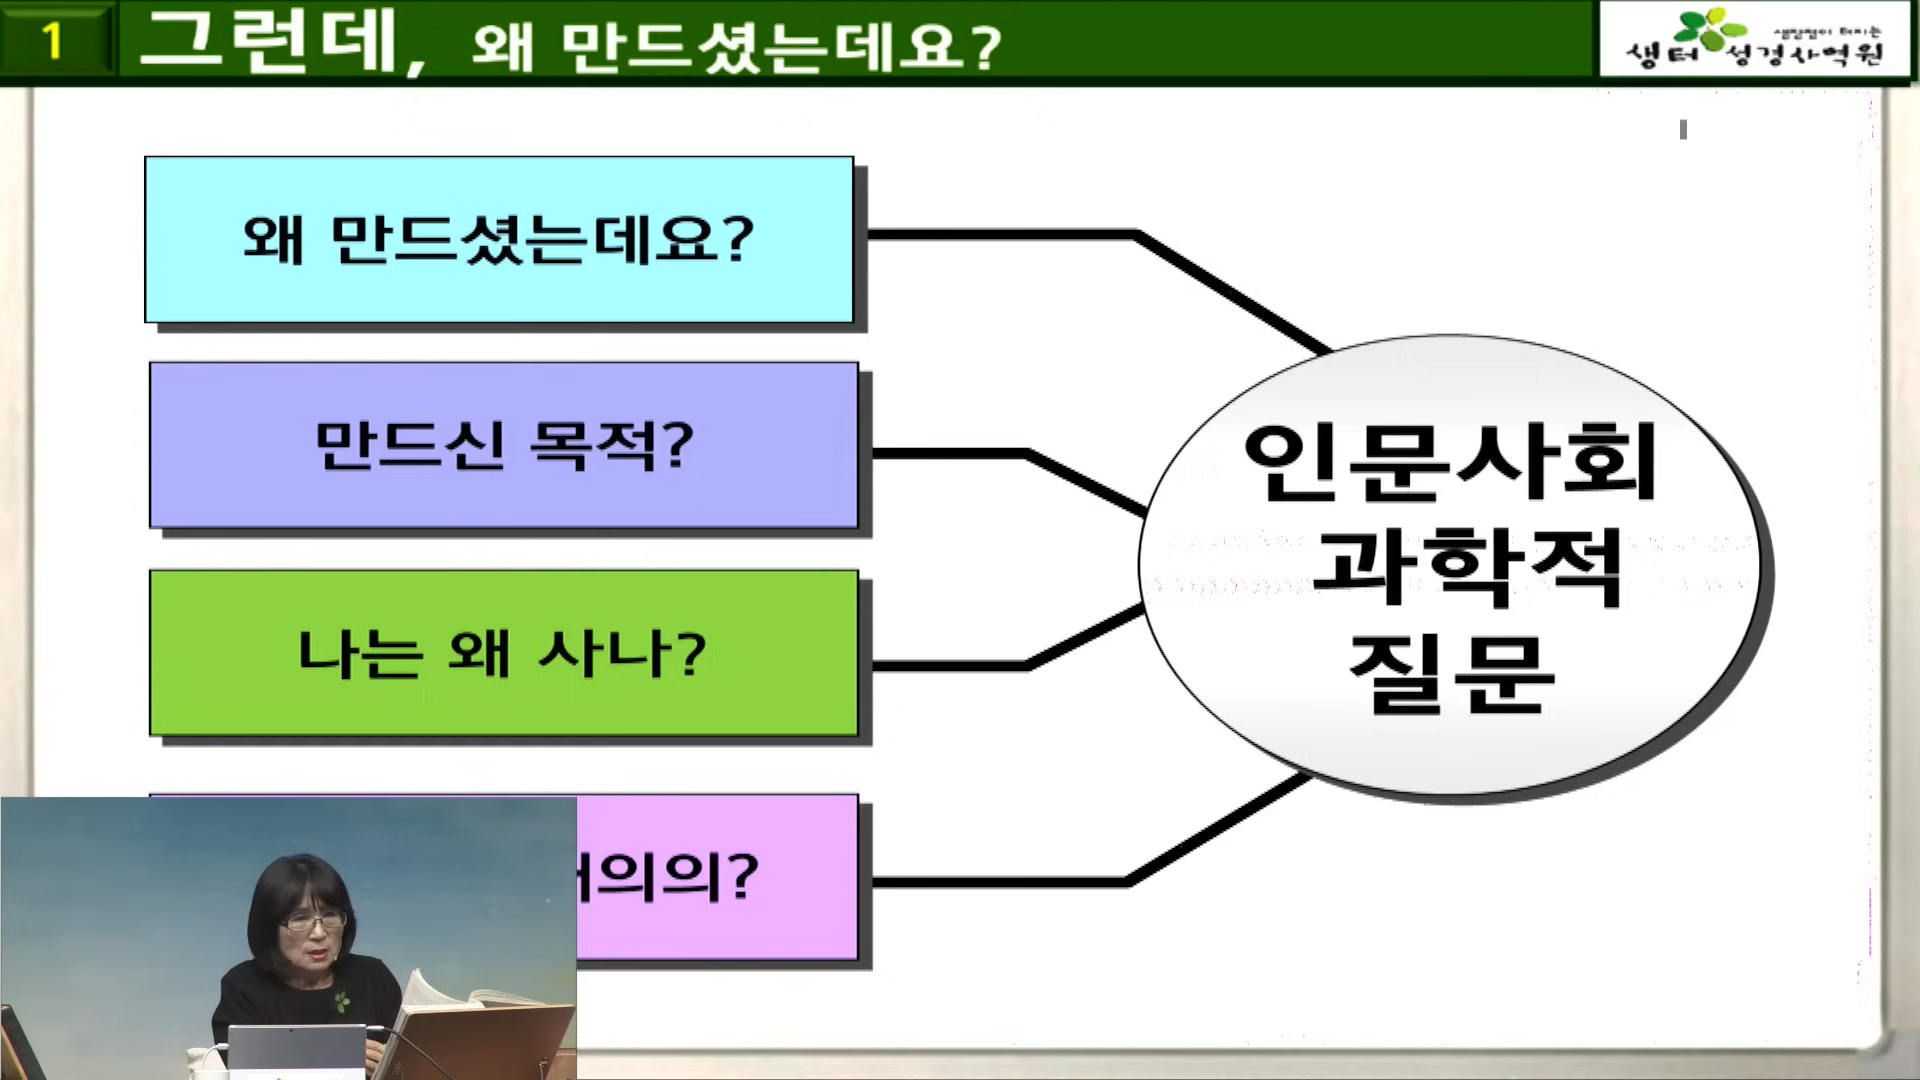 1
그런데, 왜 만드셨는데요?
생터 성경사역원
왜 만드셨는데요?
만드신 목적?
나는 왜 사나?
의의?
인문사회
과학적
질문